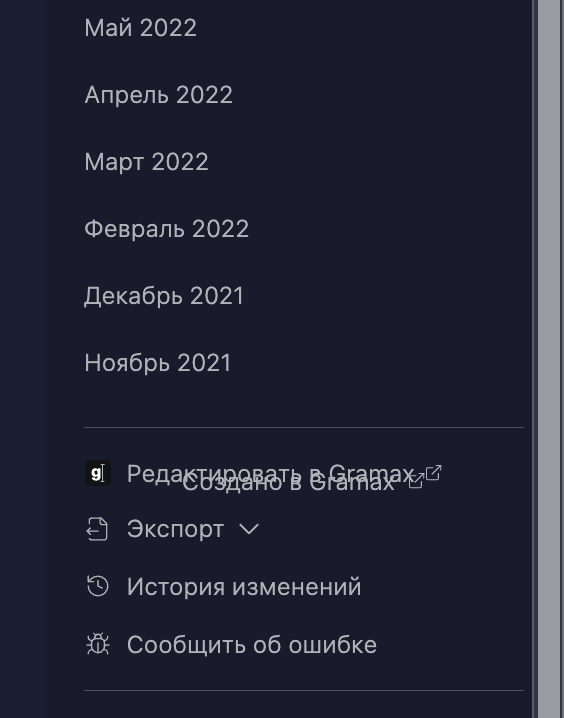 Май 2022
Апрель 2022
Март 2022
Февраль 2022
Декабрь 2021
Ноябрь 2021
g Редактировать в Gramax
Создано в Gramax
Экспорт
История изменений
Сообщить об ошибке